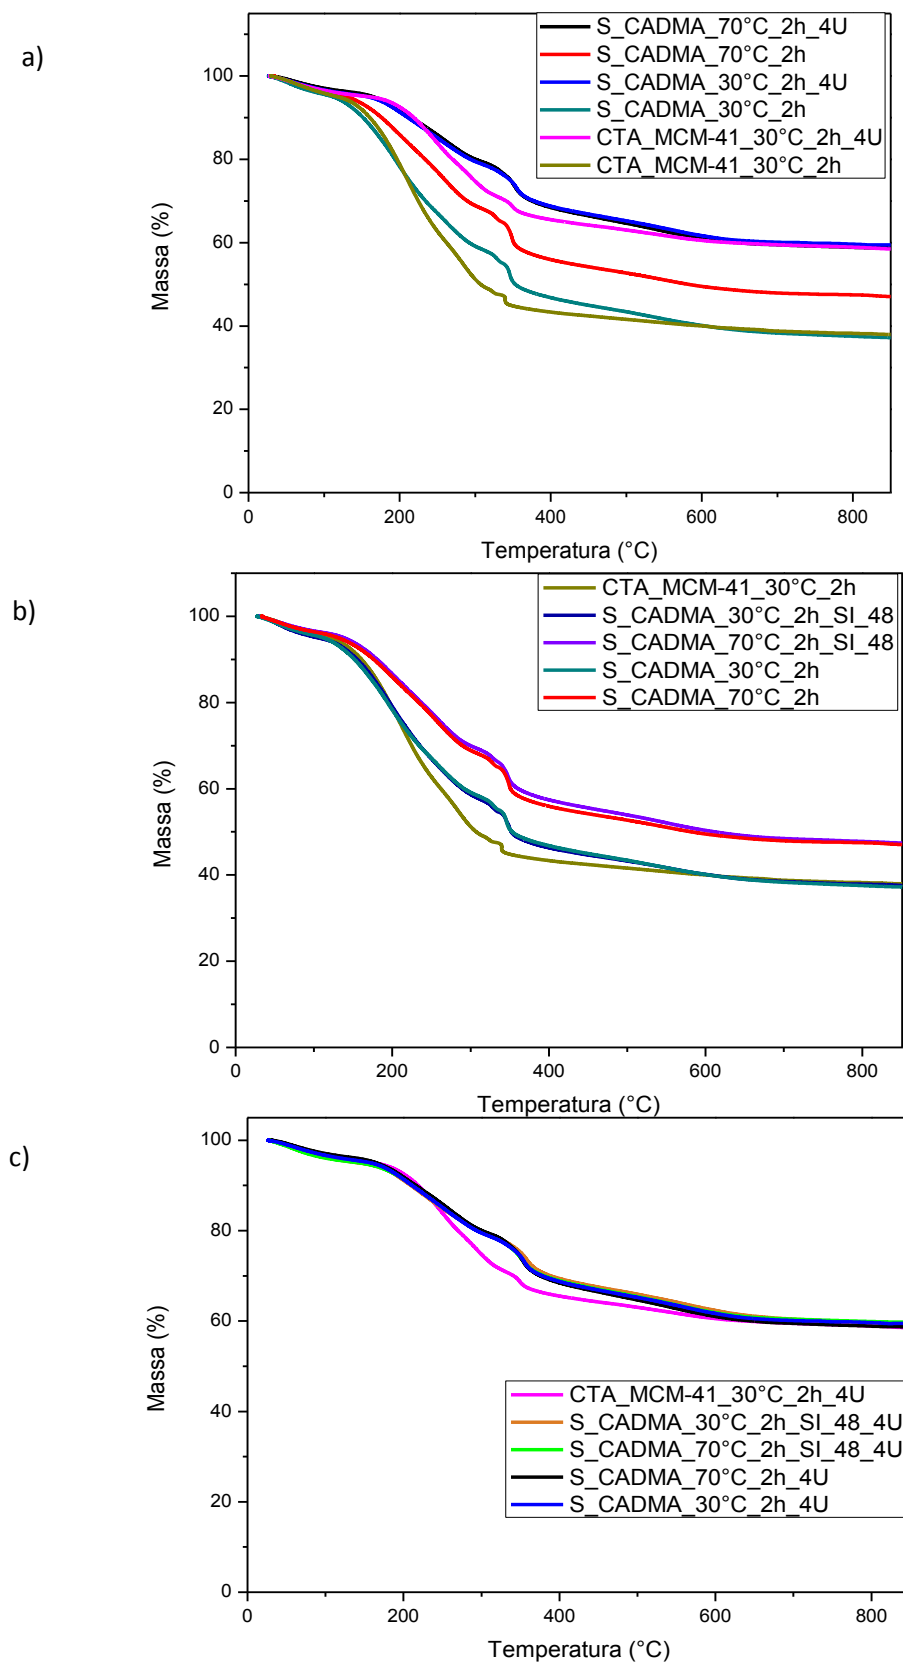 a)
S_CADMA_70°C_2h_4U
S_CADMA_70°C_2h
S_CADMA_30°C_2h_4U
S_CADMA_30°C_2h
CTA_MCM-41_30°C_2h_4U
CTA_MCM-41_30°C_2h
100
80
60
40
20
0
Massa (%)
0 200 400 600 800
Temperatura (°C)
b)
CTA_MCM-41_30°C_2h
S_CADMA_30°C_2h_SI_48
S_CADMA_70°C_2h_SI_48
S_CADMA_30°C_2h
S_CADMA_70°C_2h
100
80
60
40
20
0
Massa (%)
0 200 400 600 800
Temperatura (°C)
c)
100
80
60
40
20
0
Massa (%)
CTA_MCM-41_30°C_2h_4U
S_CADMA_30°C_2h_SI_48_4U
S_CADMA_70°C_2h_SI_48_4U
S_CADMA_70°C_2h_4U
S_CADMA_30°C_2h_4U
0 200 400 600 800
Temperatura (°C)